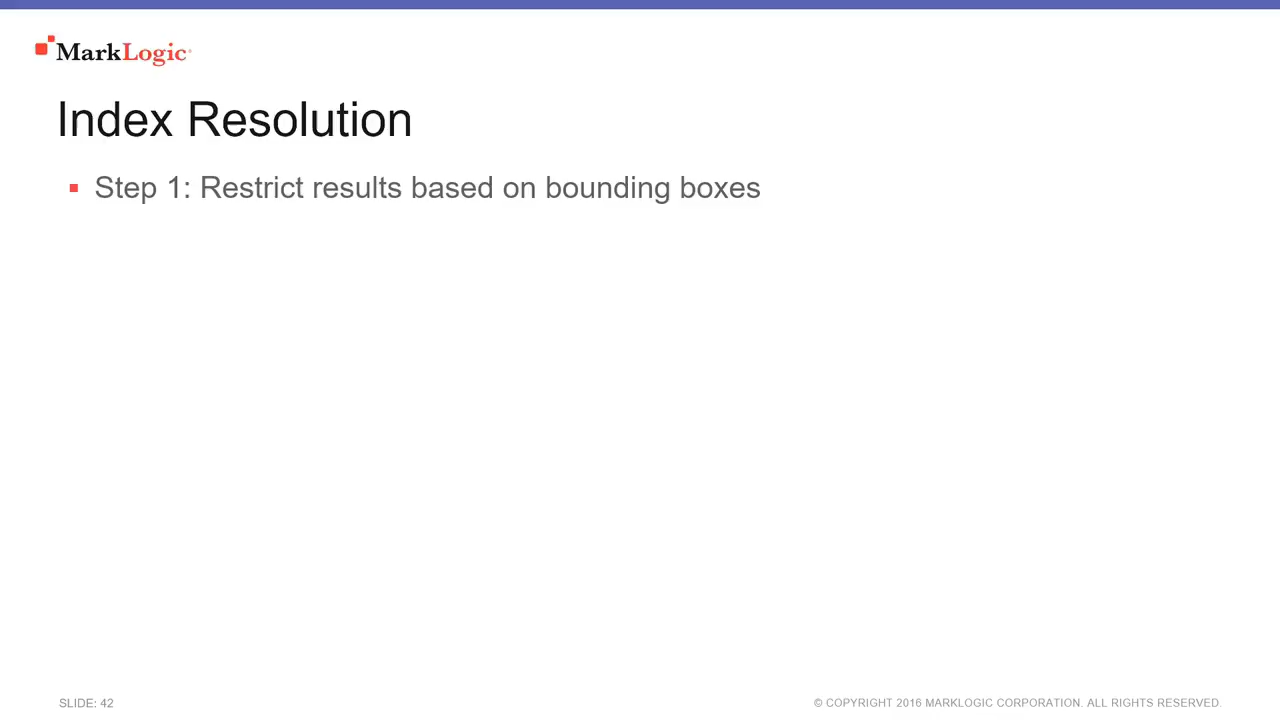 MarkLogic
Index Resolution
Step 1: Restrict results based on bounding boxes
SLIDE: 42
© COPYRIGHT 2016 MARKLOGIC CORPORATION. ALL RIGHTS RESERVED.